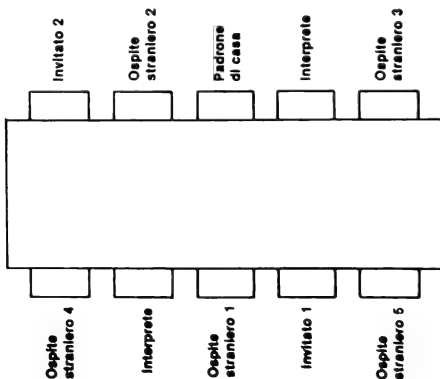 Ospite
straniero 5
Invitato 1
Ospite
straniero 1
Interprete
Ospite
straniero 4
Ospite
straniero 3
Interprete
Padrone
di casa
Ospite
straniero 2
Invitato 2